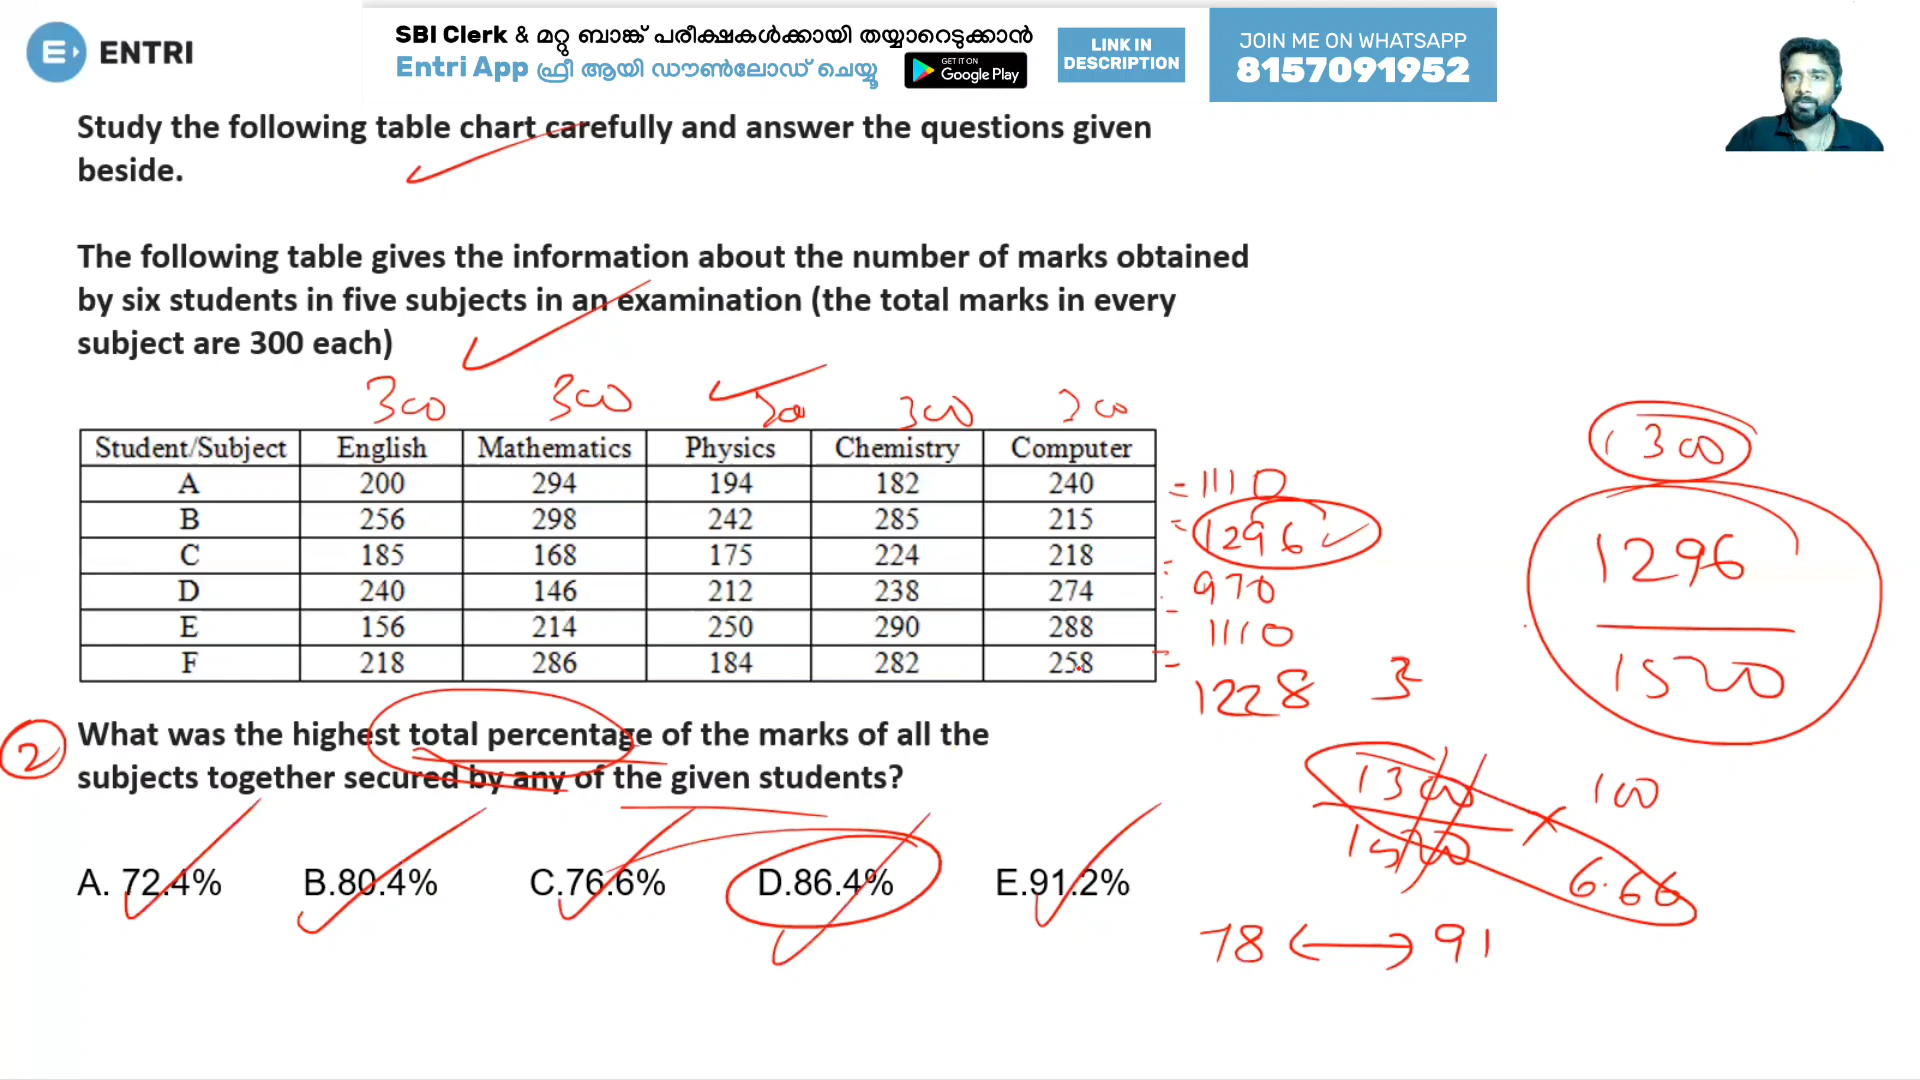 ENTRI
SBI Clerk & മറ്റു ബാങ്ക് പരീക്ഷകൾക്കായി തയ്യാറെടുക്കാൻ
Entri App ഫ്രീ ആയി ഡൗൺലോഡ് ചെയ്യൂ
GET IT ON
Google Play
LINK IN
DESCRIPTION
JOIN ME ON WHATSAPP
8157091952
Study the following table chart carefully and answer the questions given
beside.
The following table gives the information about the number of marks obtained
by six students in five subjects in an examination (the total marks in every
subject are 300 each)
300 300 300 300 300
Student/Subject English Mathematics Physics Chemistry Computer
A 200 294 194 182 240 = 1110
B 256 298 242 285 215 = 1296
C 185 168 175 224 218 = 970
D 240 146 212 238 274 = 1110
E 156 214 250 290 288
F 218 286 184 282 258 = 1228
1300
1296
1500
2
What was the highest total percentage of the marks of all the
subjects together secured by any of the given students?
A. 72.4% B.80.4% C.76.6% D.86.4% E.91.2%
1300 × 100
1500
6.66
78 ↔ 91